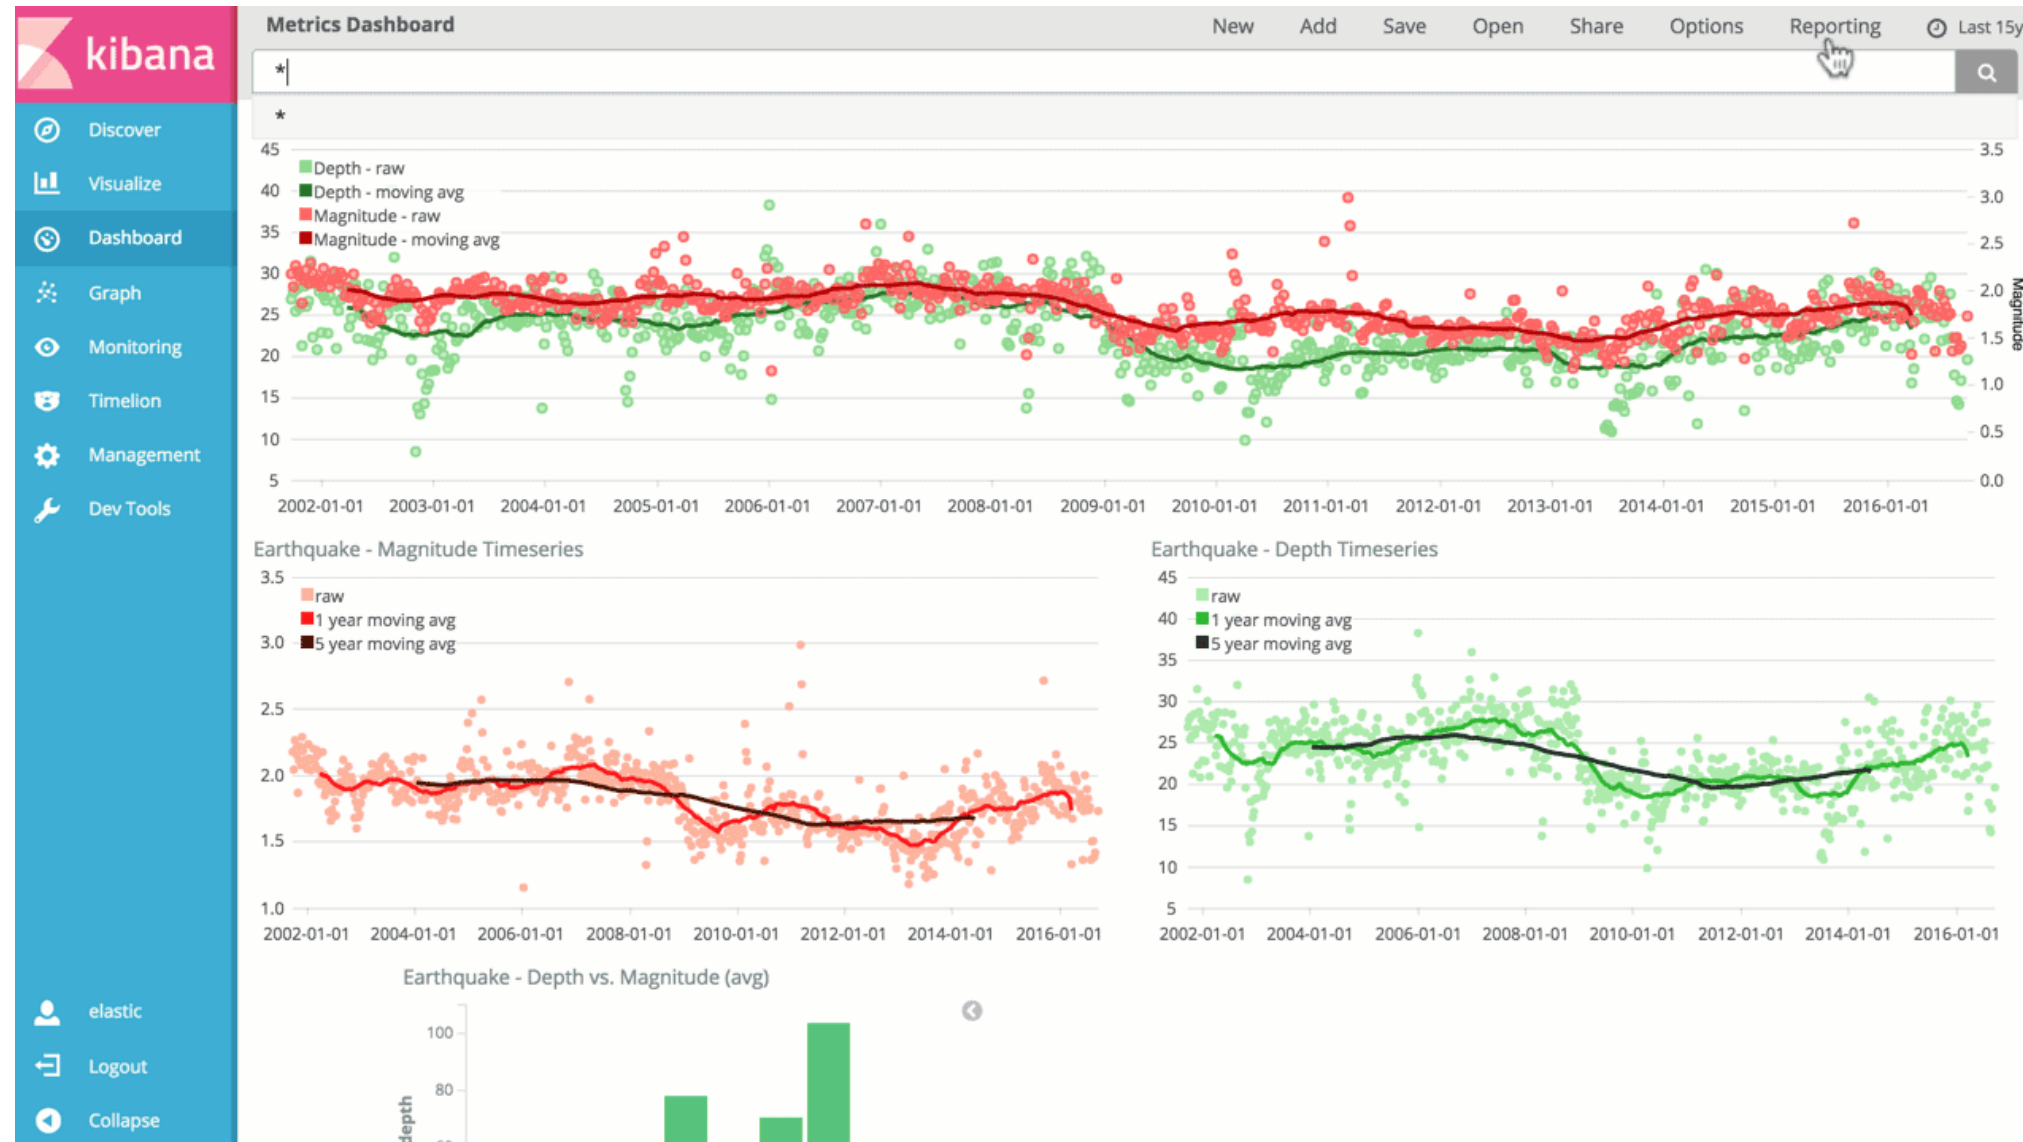 kibana
Metrics Dashboard
New Add Save Open Share Options Reporting Last 15y
*
*
Discover
Visualize
Dashboard
Graph
Monitoring
Timelion
Management
Dev Tools
elastic
Logout
Collapse
Depth - raw
Depth - moving avg
Magnitude - raw
Magnitude - moving avg
45
40
35
30
25
20
15
10
5
3.5
3.0
2.5
2.0
1.5
1.0
0.5
0.0
Magnitude
2002-01-01 2003-01-01 2004-01-01 2005-01-01 2006-01-01 2007-01-01 2008-01-01 2009-01-01 2010-01-01 2011-01-01 2012-01-01 2013-01-01 2014-01-01 2015-01-01 2016-01-01
Earthquake - Magnitude Timeseries
raw
1 year moving avg
5 year moving avg
3.5
3.0
2.5
2.0
1.5
1.0
2002-01-01 2004-01-01 2006-01-01 2008-01-01 2010-01-01 2012-01-01 2014-01-01 2016-01-01
Earthquake - Depth Timeseries
raw
1 year moving avg
5 year moving avg
45
40
35
30
25
20
15
10
5
2002-01-01 2004-01-01 2006-01-01 2008-01-01 2010-01-01 2012-01-01 2014-01-01 2016-01-01
Earthquake - Depth vs. Magnitude (avg)
100
80
depth